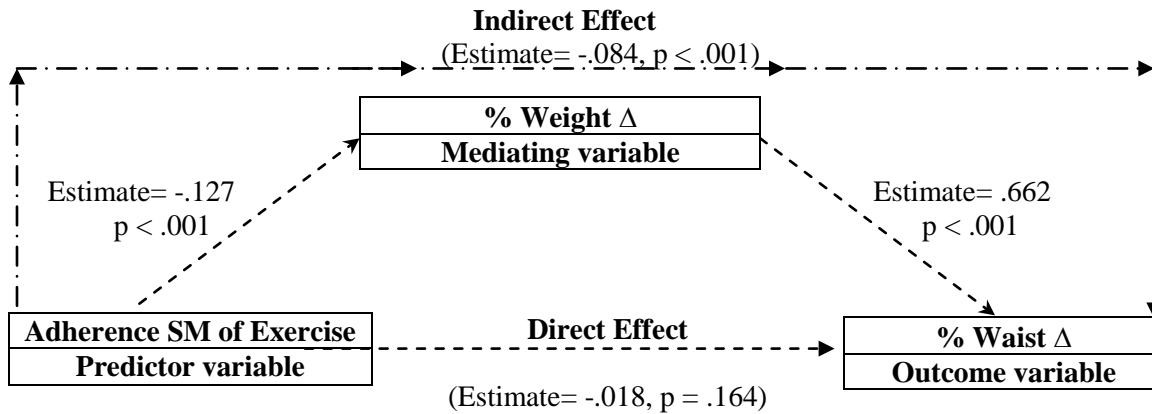 Indirect Effect
(Estimate= -.084, p < .001)
% Weight Δ
Mediating variable
Estimate= -.127
p < .001
Estimate= .662
p < .001
Adherence SM of Exercise
Predictor variable
Direct Effect
(Estimate= -.018, p = .164)
% Waist Δ
Outcome variable